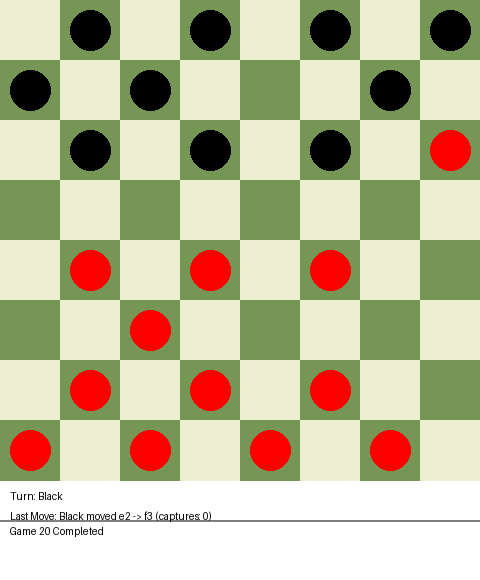 Turn: Black
Last Move: Black moved e2 -> f3 (captures: 0)
Game 20 Completed